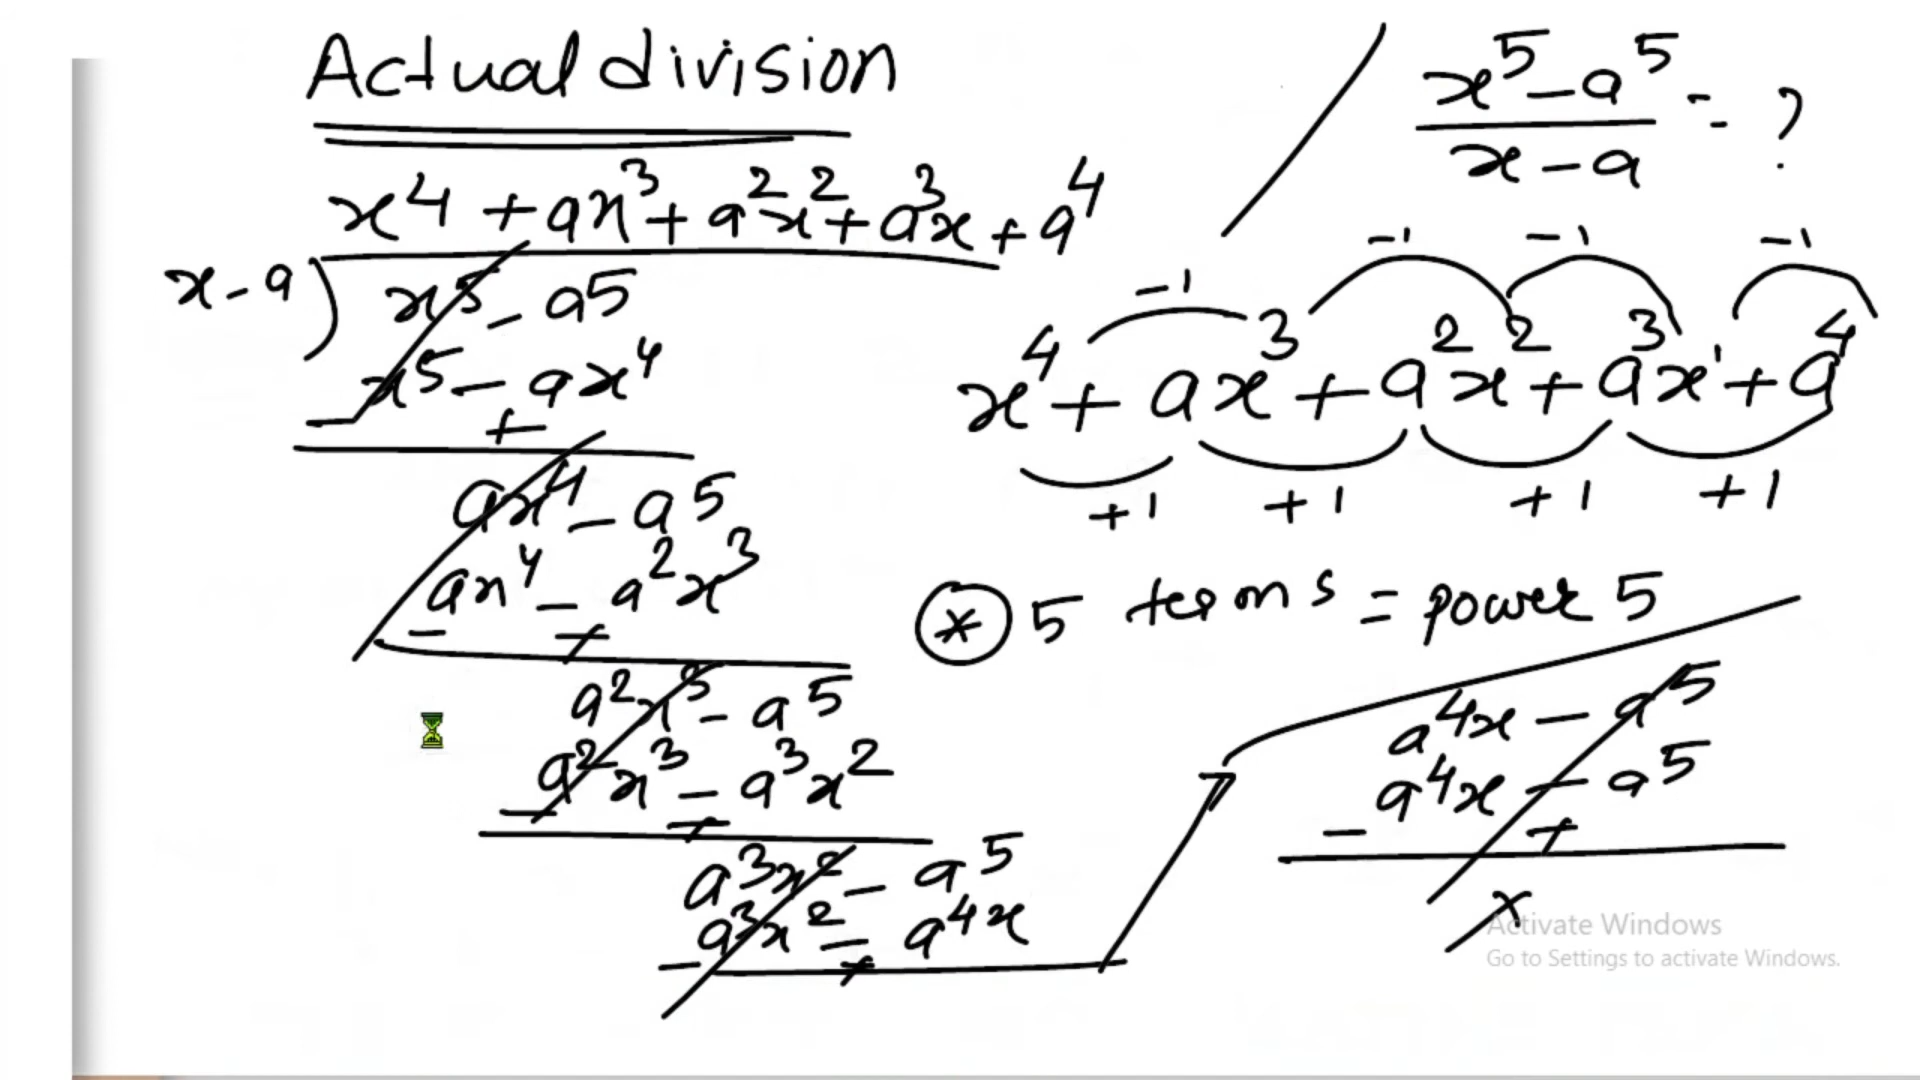 Actual division
x⁴ + ax³ + a²x² + a³x + a⁴
x - a ) x⁵ - a⁵
x⁵ - ax⁴
- +
ax⁴ - a⁵
ax⁴ - a²x³
- +
a²x³ - a⁵
a²x³ - a³x²
- +
a³x² - a⁵
a³x² - a⁴x
- +
x⁵ - a⁵
x - a
= ?
-1 -1 -1 -1
x⁴ + ax³ + a²x² + a³x¹ + a⁴
+1 +1 +1 +1
* 5 terms = power 5
a⁴x - a⁵
a⁴x - a⁵
- +
x
Activate Windows
Go to Settings to activate Windows.